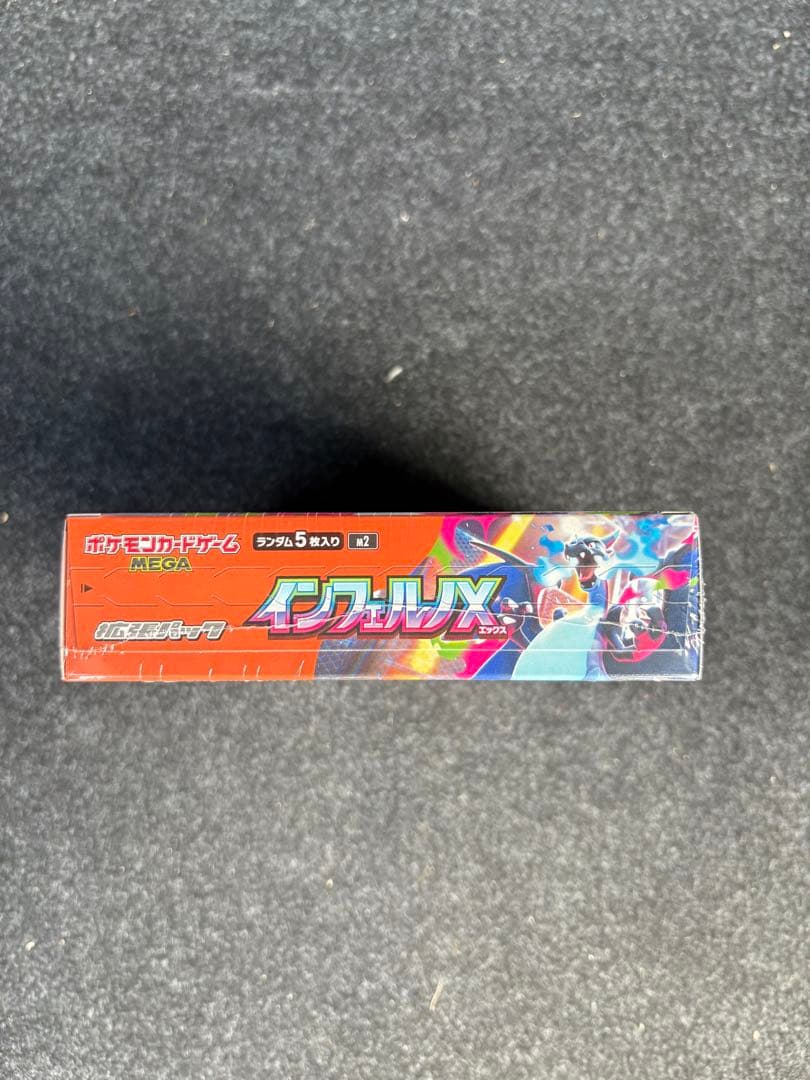 ポケモンカードゲーム
MEGA
ランダム5枚入り
M2
拡張パック
インフェルノX
エックス